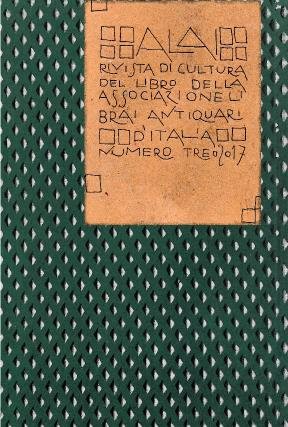 ALAI
RIVISTA DI CULTURA
DEL LIBRO DELLA
ASSOCIAZIONE LI
BRAI ANTIQUARI
D'ITALIA
NUMERO TRE 2017